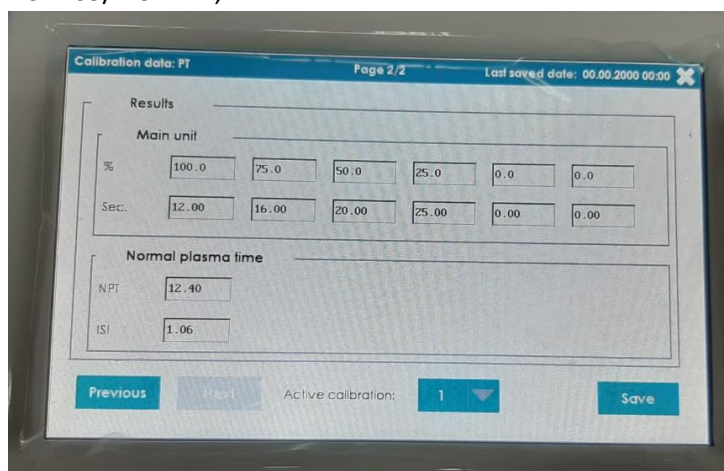 Calibration data: PT Page 2/2 Last saved date: 00.00.2000 00:00
Results
Main unit
% 100.0 75.0 50.0 25.0 0.0 0.0
Sec. 12.00 16.00 20.00 25.00 0.00 0.00
Normal plasma time
NPT 12.40
ISI 1.06
Previous Next Active calibration: 1 Save